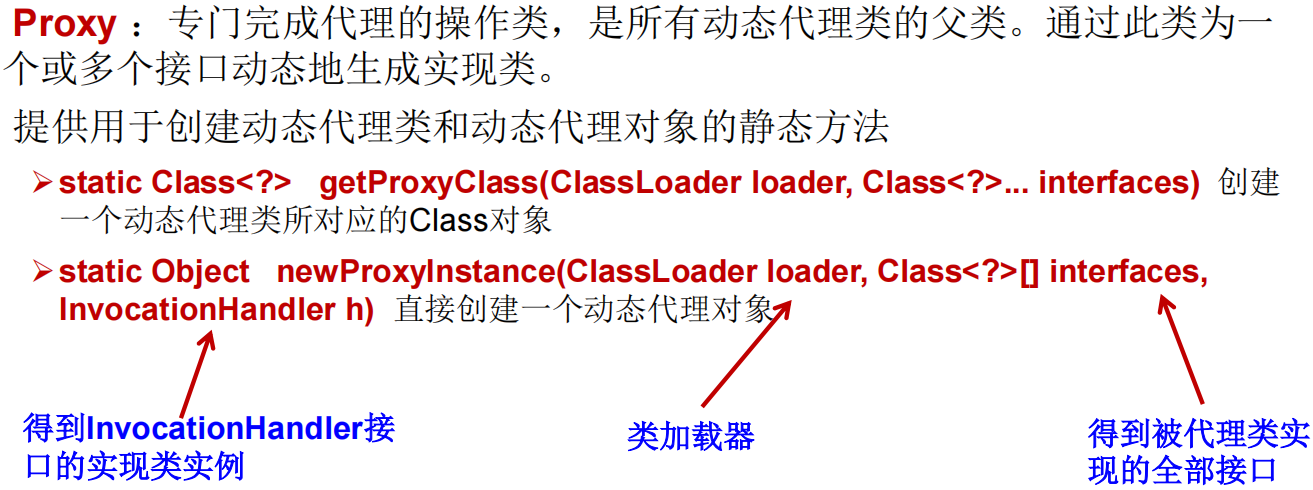 Proxy ：专门完成代理的操作类，是所有动态代理类的父类。通过此类为一
个或多个接口动态地生成实现类。
提供用于创建动态代理类和动态代理对象的静态方法
➢static Class<?> getProxyClass(ClassLoader loader, Class<?>... interfaces) 创建
一个动态代理类所对应的Class对象
➢static Object newProxyInstance(ClassLoader loader, Class<?>[] interfaces,
InvocationHandler h) 直接创建一个动态代理对象
得到InvocationHandler接
口的实现类实例
类加载器
得到被代理类实
现的全部接口